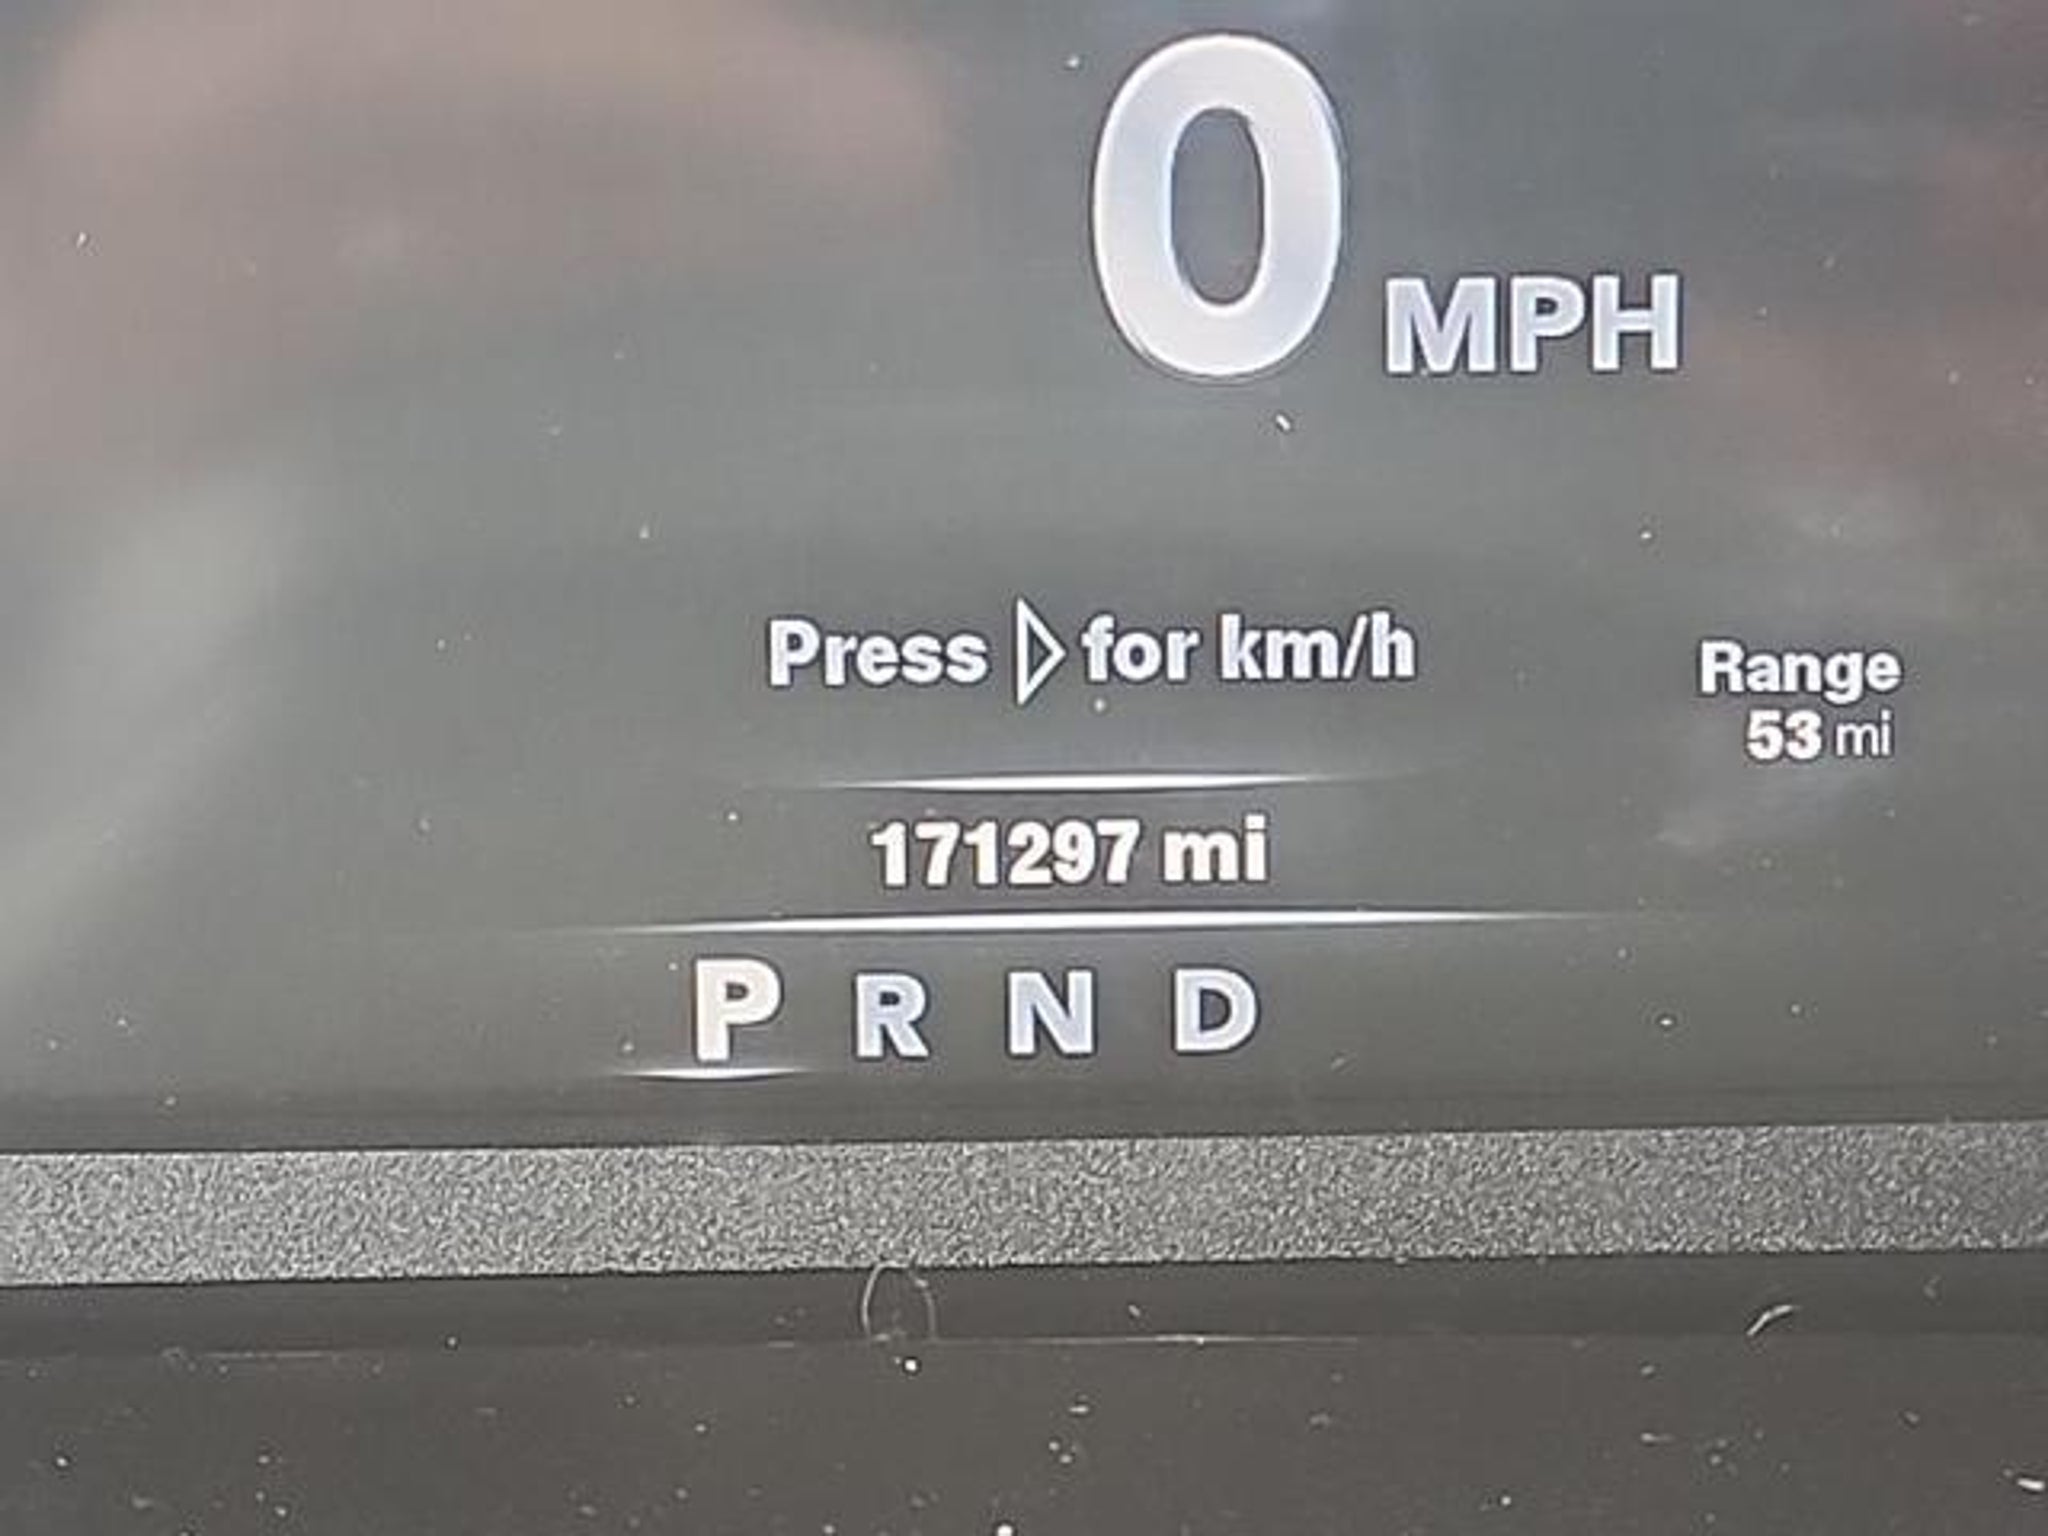 0 MPH
Press ▷ for km/h
Range
53 mi
171297 mi
P R N D